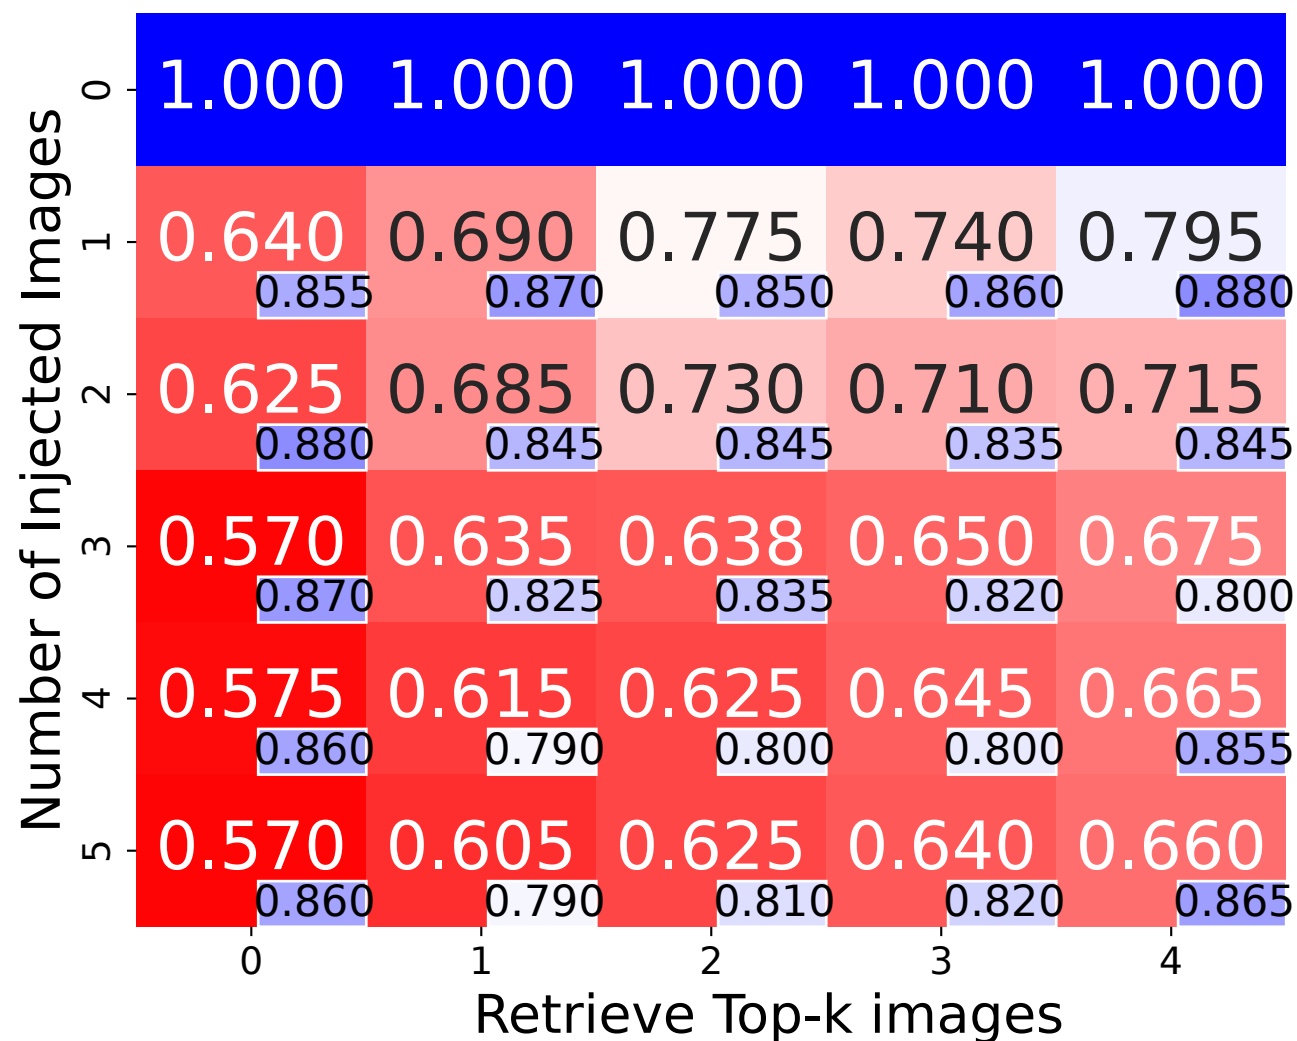 Number of Injected Images
0
1.000 1.000 1.000 1.000 1.000
1
0.640 0.690 0.775 0.740 0.795
0.855 0.870 0.850 0.860 0.880
2
0.625 0.685 0.730 0.710 0.715
0.880 0.845 0.845 0.835 0.845
3
0.570 0.635 0.638 0.650 0.675
0.870 0.825 0.835 0.820 0.800
4
0.575 0.615 0.625 0.645 0.665
0.860 0.790 0.800 0.800 0.855
5
0.570 0.605 0.625 0.640 0.660
0.860 0.790 0.810 0.820 0.865
0 1 2 3 4
Retrieve Top-k images